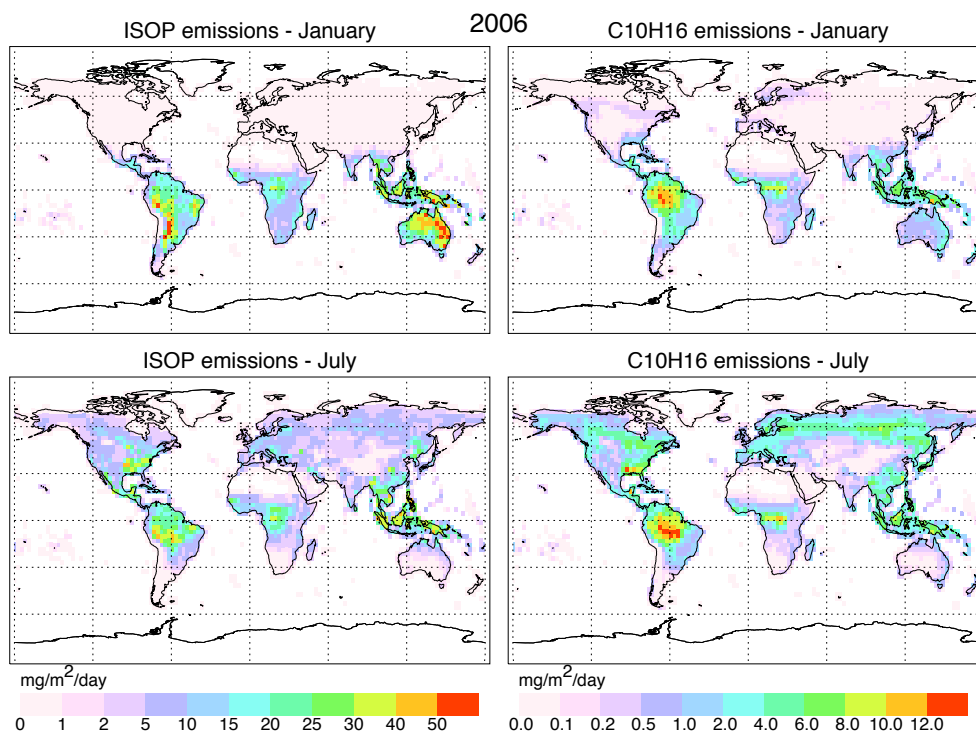 2006
ISOP emissions - January
C10H16 emissions - January
ISOP emissions - July
C10H16 emissions - July
mg/m²/day
0 1 2 5 10 15 20 25 30 40 50
mg/m²/day
0.0 0.1 0.2 0.5 1.0 2.0 4.0 6.0 8.0 10.0 12.0